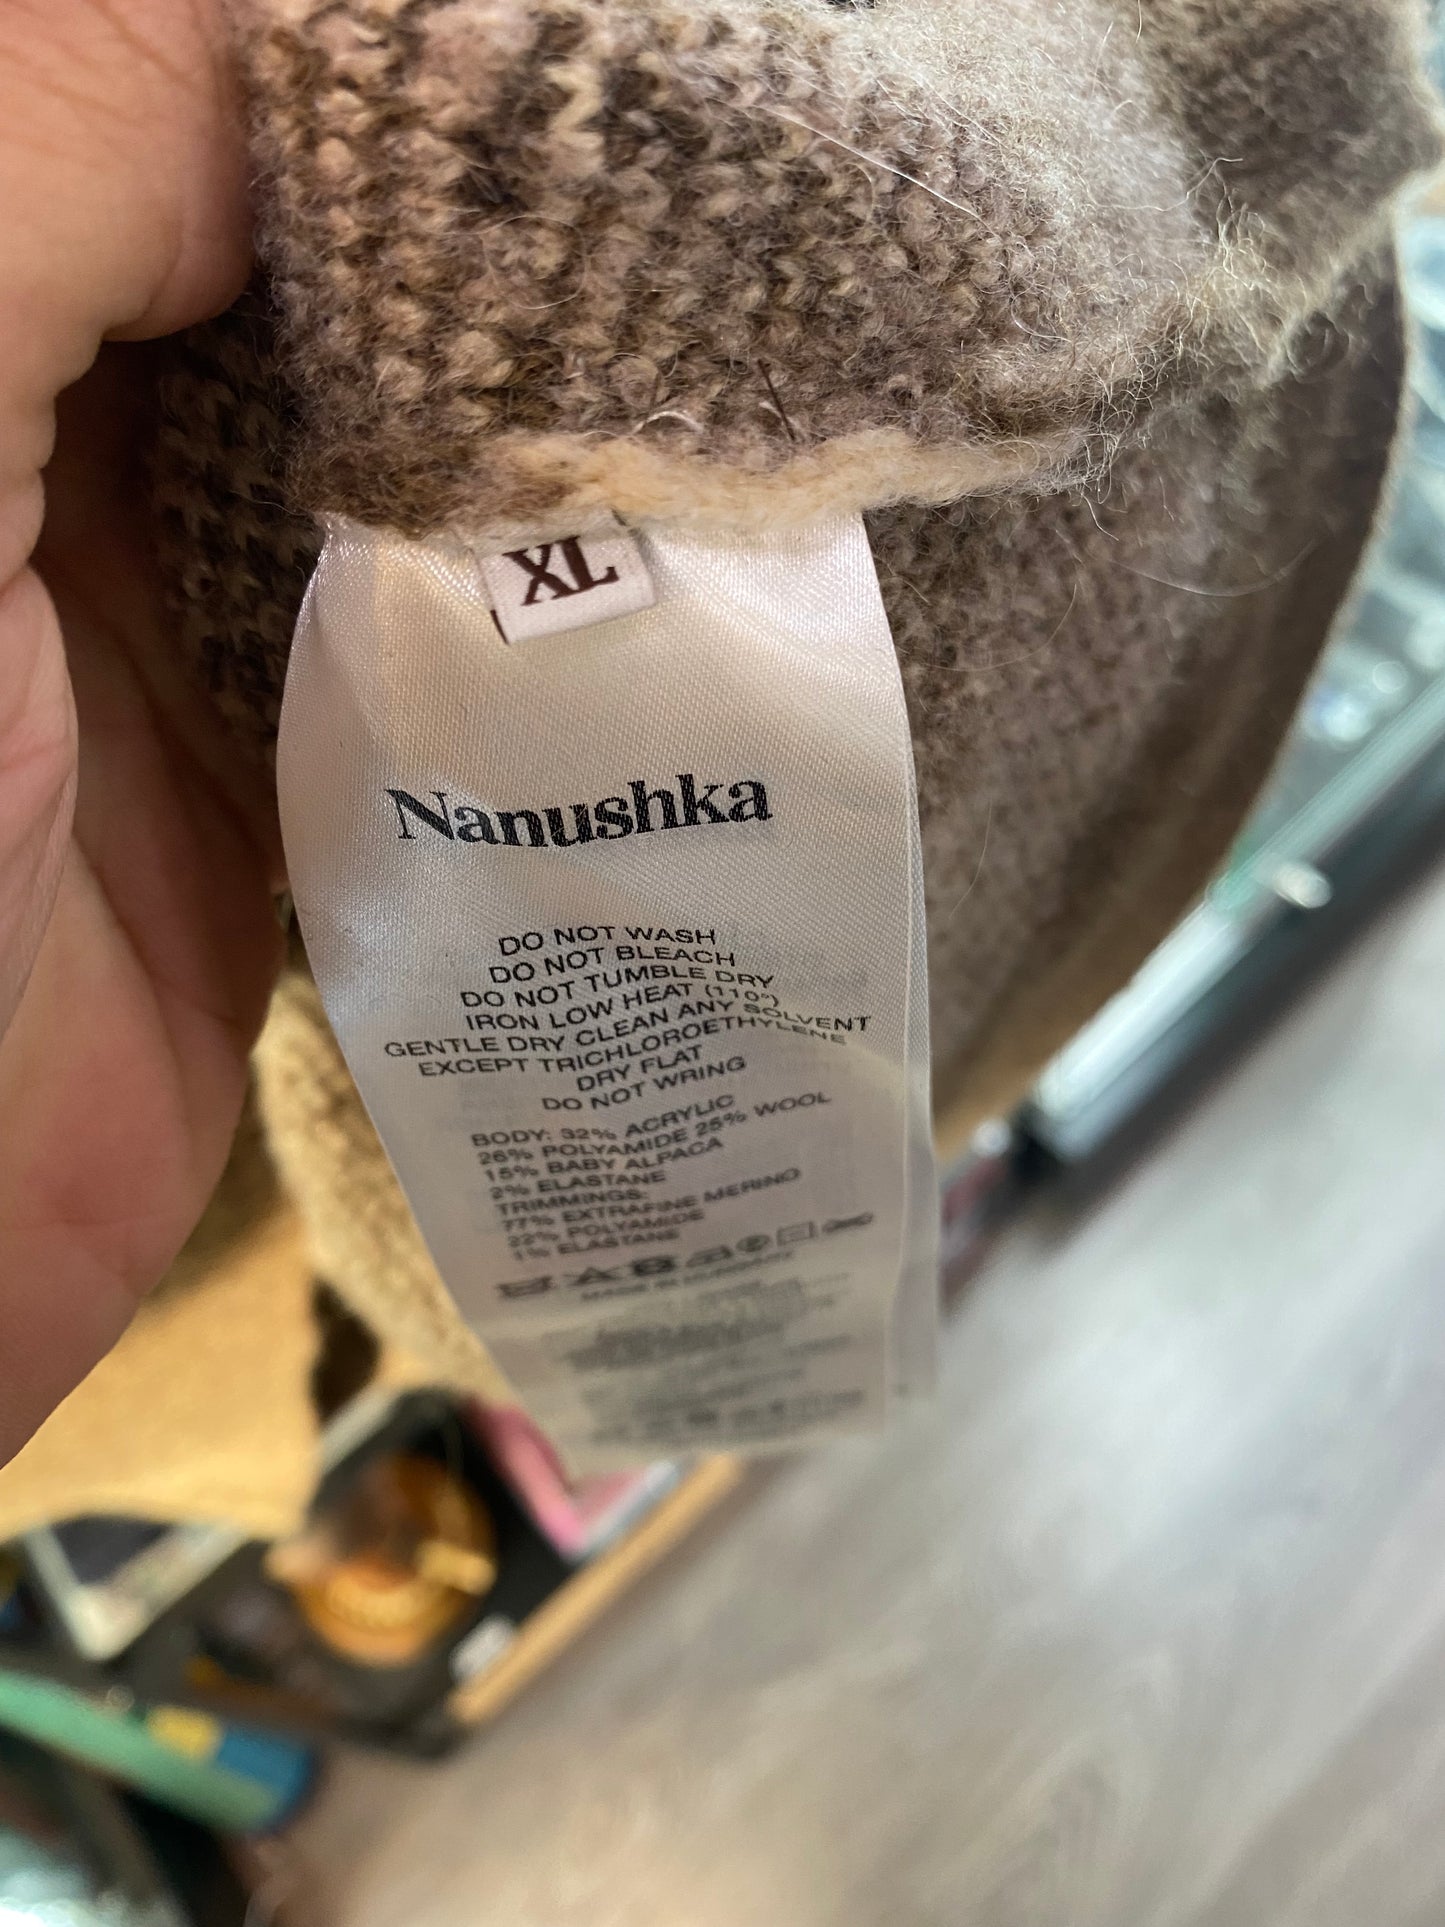 XL
Nanushka
DO NOT WASH
DO NOT BLEACH
DO NOT TUMBLE DRY
IRON LOW HEAT (110°)
GENTLE DRY CLEAN ANY SOLVENT
EXCEPT TRICHLOROETHYLENE
DRY FLAT
DO NOT WRING
BODY: 32% ACRYLIC
26% POLYAMIDE 25% WOOL
15% BABY ALPACA
2% ELASTANE
TRIMMINGS:
77% EXTRAFINE MERINO
22% POLYAMIDE
1% ELASTANE
MADE IN